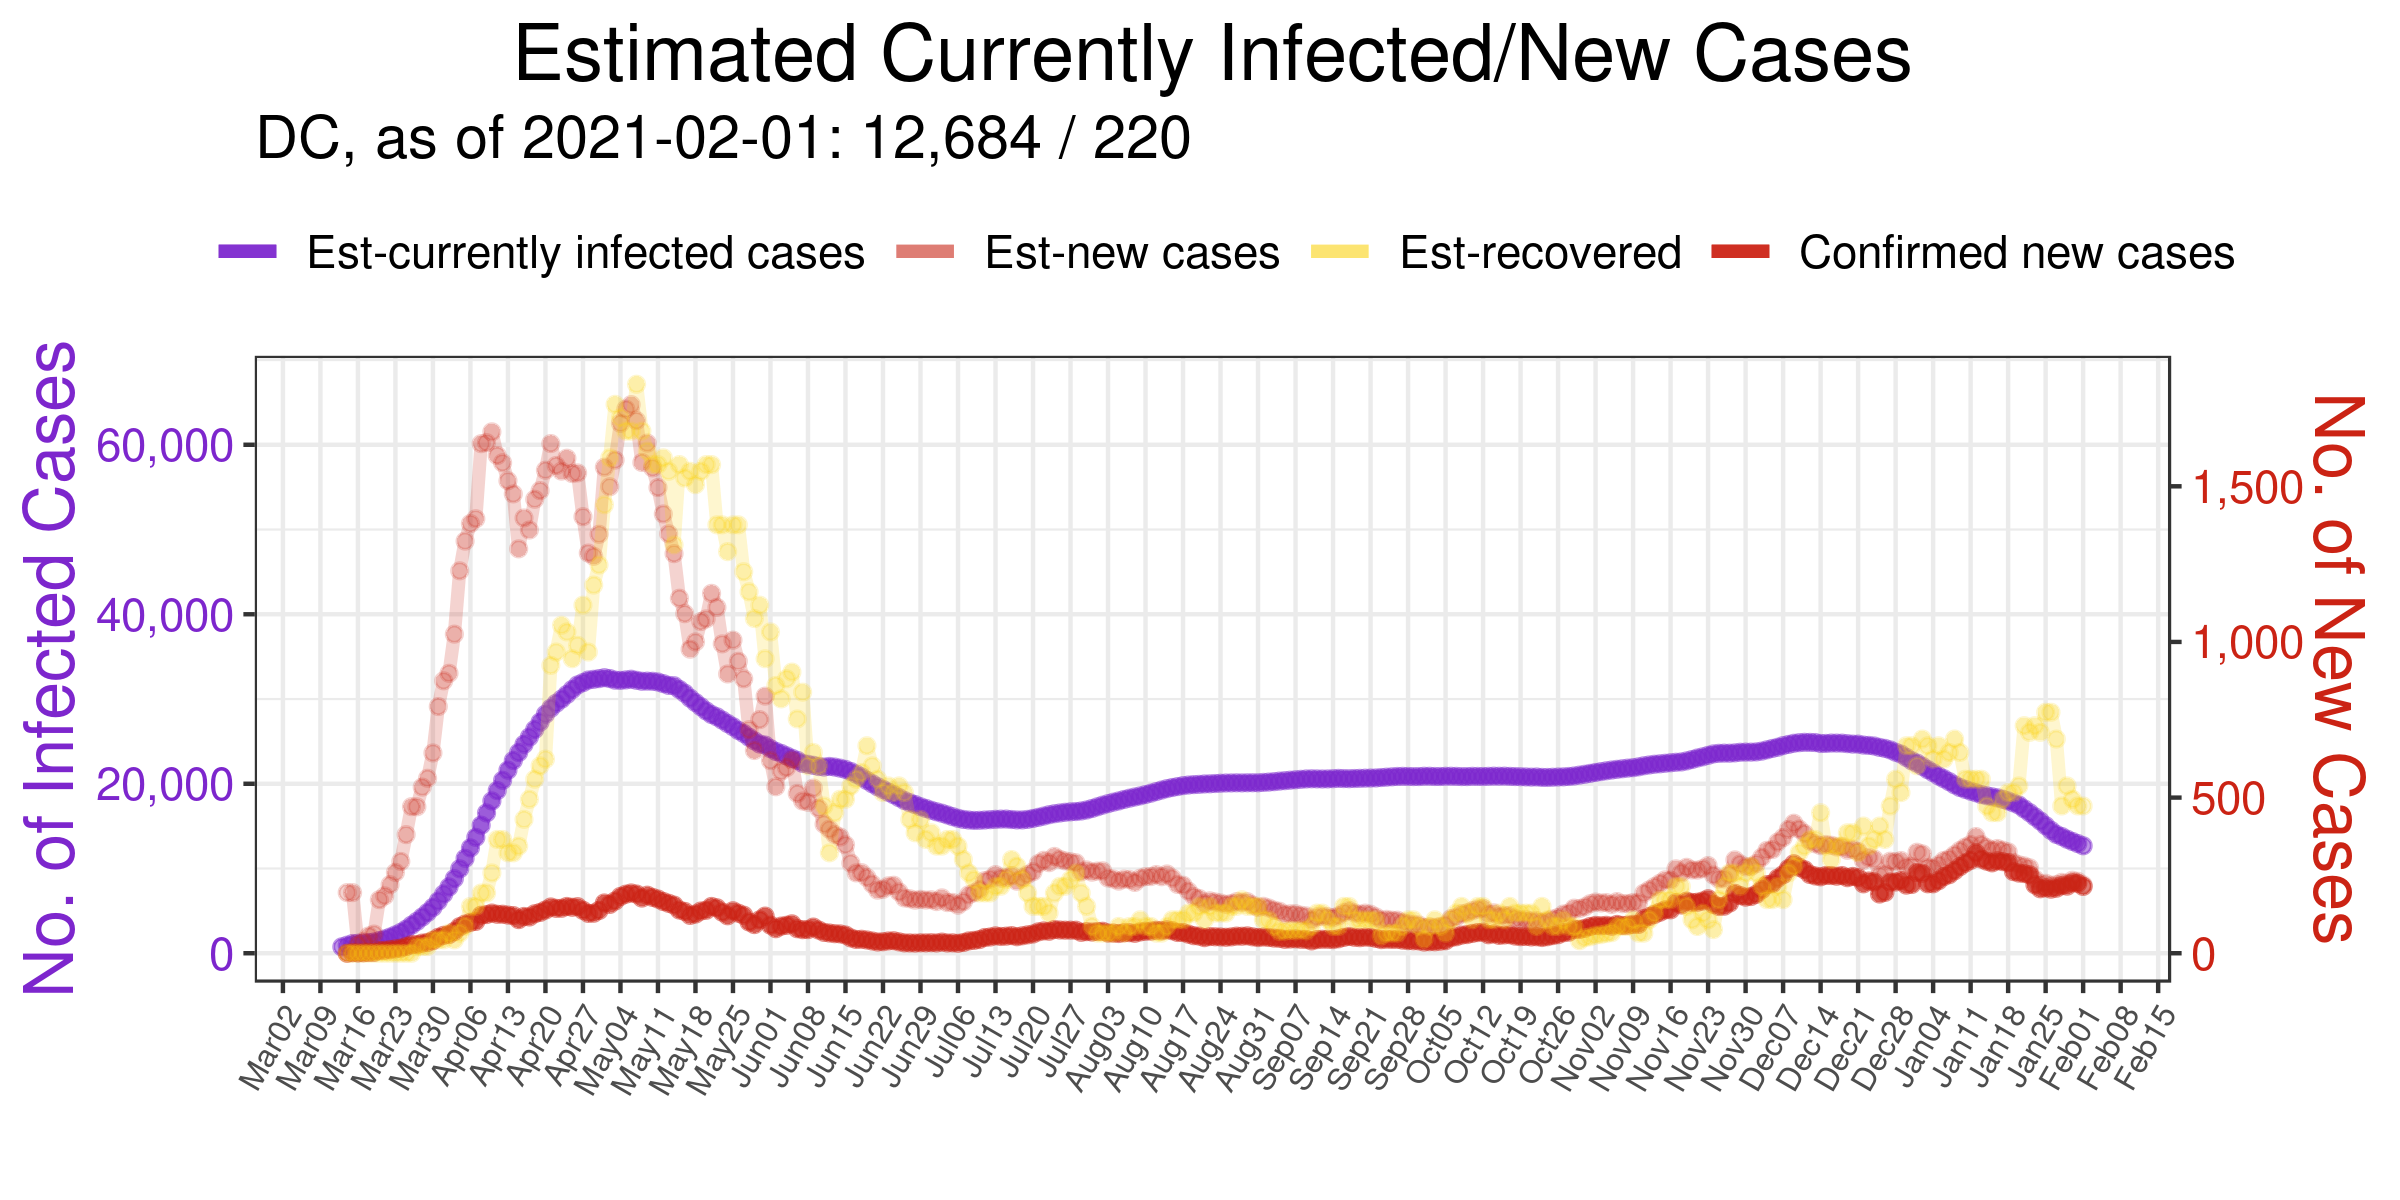 Estimated Currently Infected/New Cases
DC, as of 2021-02-01: 12,684 / 220
Est-currently infected cases
Est-new cases
Est-recovered
Confirmed new cases
No. of Infected Cases
60,000
40,000
20,000
0
1,500
1,000
500
0
No. of New Cases
Mar02
Mar09
Mar16
Mar23
Mar30
Apr06
Apr13
Apr20
Apr27
May04
May11
May18
May25
Jun01
Jun08
Jun15
Jun22
Jun29
Jul06
Jul13
Jul20
Jul27
Aug03
Aug10
Aug17
Aug24
Aug31
Sep07
Sep14
Sep21
Sep28
Oct05
Oct12
Oct19
Oct26
Nov02
Nov09
Nov16
Nov23
Nov30
Dec07
Dec14
Dec21
Dec28
Jan04
Jan11
Jan18
Jan25
Feb01
Feb08
Feb15